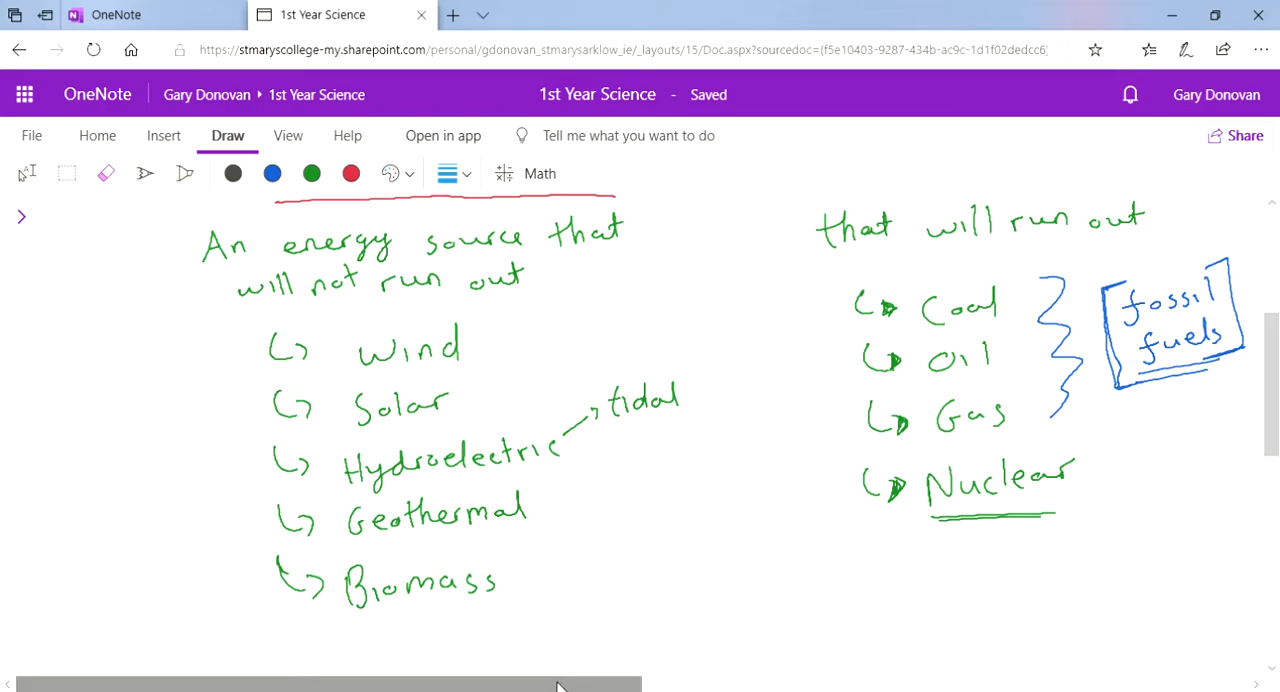 OneNote
1st Year Science
https://stmaryscollege-my.sharepoint.com/personal/gdonovan_stmarysarklow_ie/_layouts/15/Doc.aspx?sourcedoc={f5e10403-9287-434b-ac9c-1d1f02dedcc6}
OneNote
Gary Donovan ▸ 1st Year Science
1st Year Science - Saved
Gary Donovan
File Home Insert Draw View Help Open in app Tell me what you want to do Share
Math
An energy source that
will not run out
Wind
Solar
Hydroelectric
tidal
Geothermal
Biomass
that will run out
Coal
Oil
Gas
Nuclear
fossil
fuels